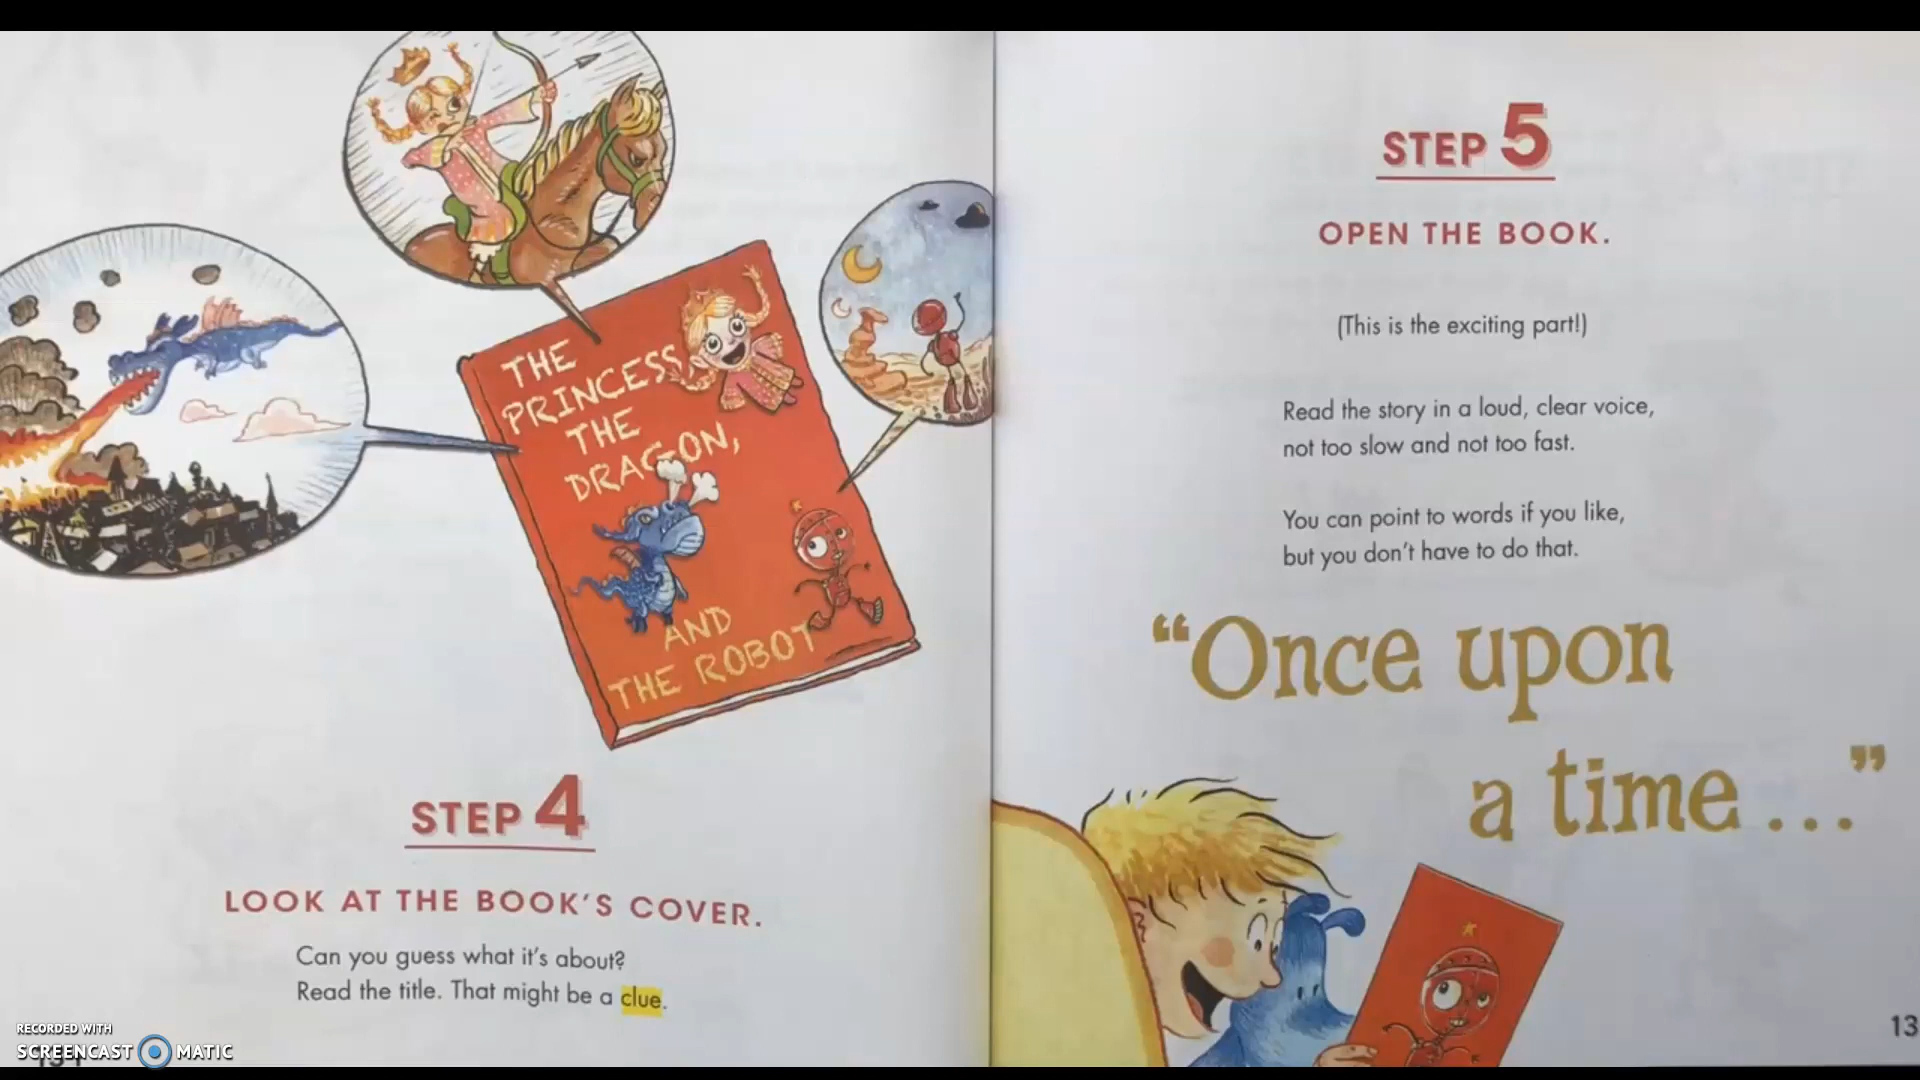 THE
PRINCESS,
THE
DRAGON,
AND
THE ROBOT
STEP 4
LOOK AT THE BOOK'S COVER.
Can you guess what it's about?
Read the title. That might be a clue.
STEP 5
OPEN THE BOOK.
(This is the exciting part!)
Read the story in a loud, clear voice,
not too slow and not too fast.
You can point to words if you like,
but you don't have to do that.
“Once upon
a time...”
RECORDED WITH
SCREENCAST MATIC